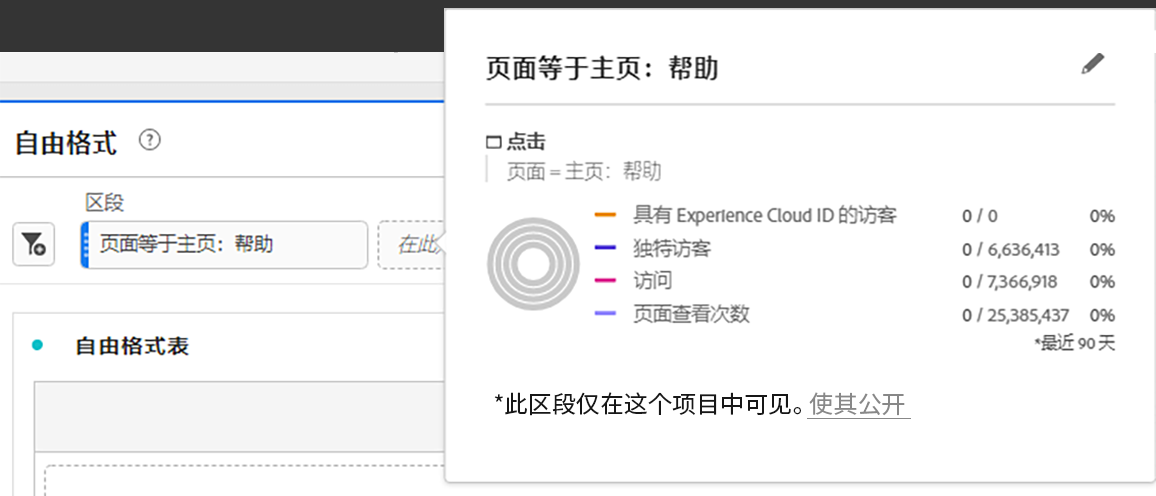 自由格式 ?
区段
页面等于主页：帮助
在此
自由格式表
页面等于主页：帮助
点击
页面 = 主页：帮助
具有 Experience Cloud ID 的访客 0 / 0 0%
独特访客 0 / 6,636,413 0%
访问 0 / 7,366,918 0%
页面查看次数 0 / 25,385,437 0%
*最近 90 天
*此区段仅在这个项目中可见。使其公开